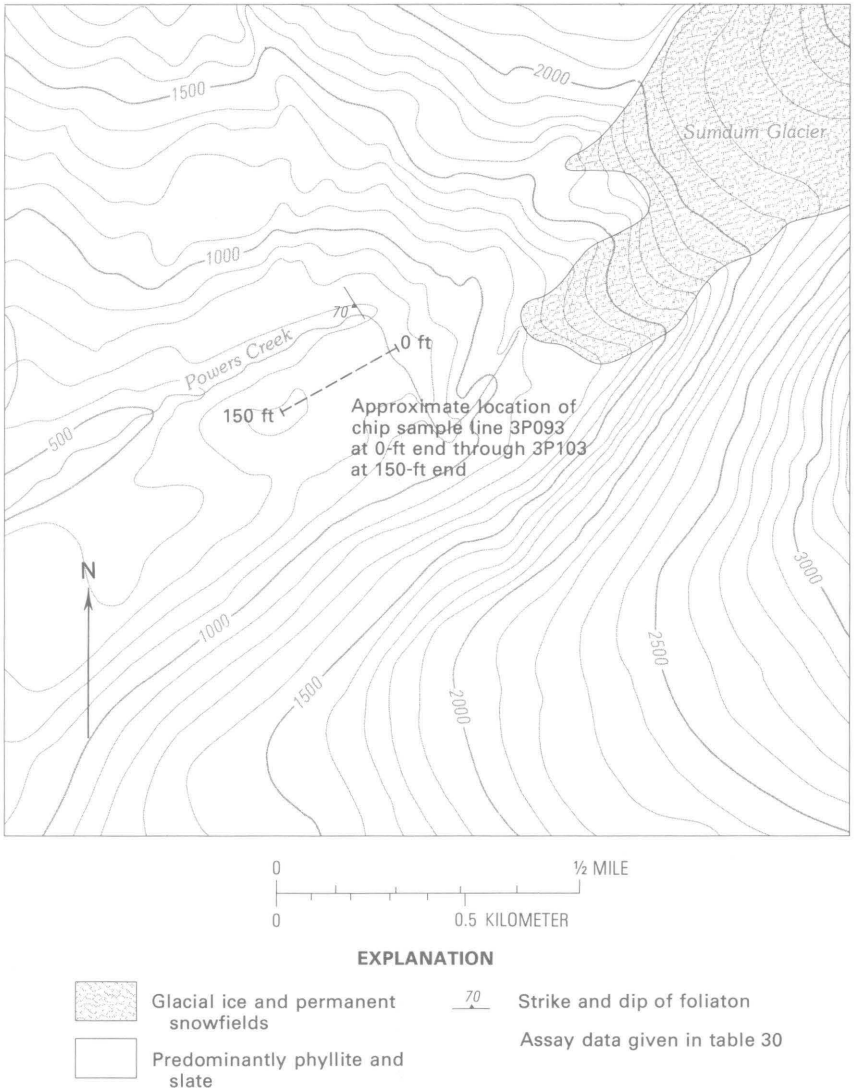 2000
1500
Sumdum Glacier
1000
70
0 ft
Powers Creek
150 ft
Approximate location of
chip sample line 3P093
at 0-ft end through 3P103
at 150-ft end
500
N
3000
1000
2500
1500
2000
0 ½ MILE
0 0.5 KILOMETER
EXPLANATION
Glacial ice and permanent
snowfields
70 Strike and dip of foliaton
Assay data given in table 30
Predominantly phyllite and
slate